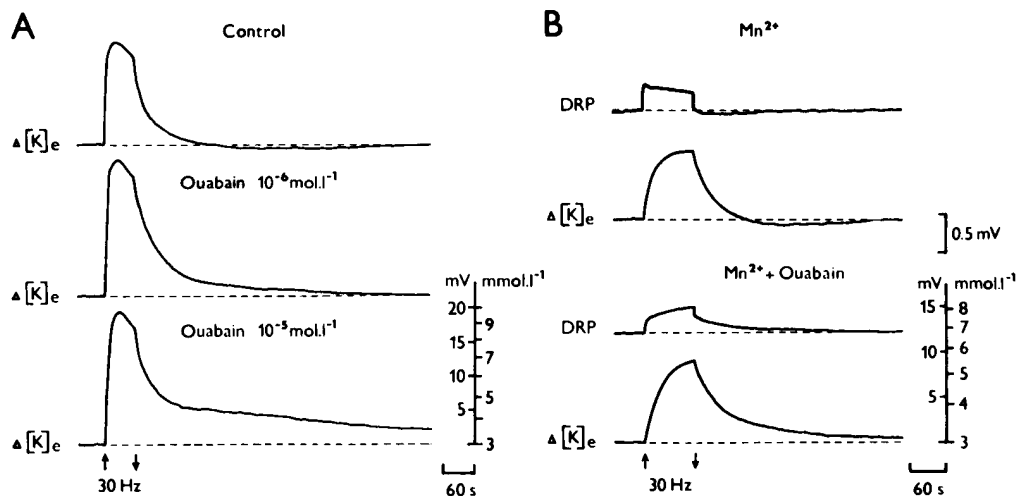 A
Control
Δ [K]e
Ouabain 10⁻⁶mol.l⁻¹
Δ [K]e
mV mmol.l⁻¹
Ouabain 10⁻⁵mol.l⁻¹
20
9
15
7
10
5
5
Δ [K]e
3
30 Hz
60 s
B
Mn²⁺
DRP
Δ [K]e
0.5 mV
Mn²⁺ + Ouabain
mV mmol.l⁻¹
DRP
15
8
7
10
6
5
5
4
Δ [K]e
3
30 Hz
60 s